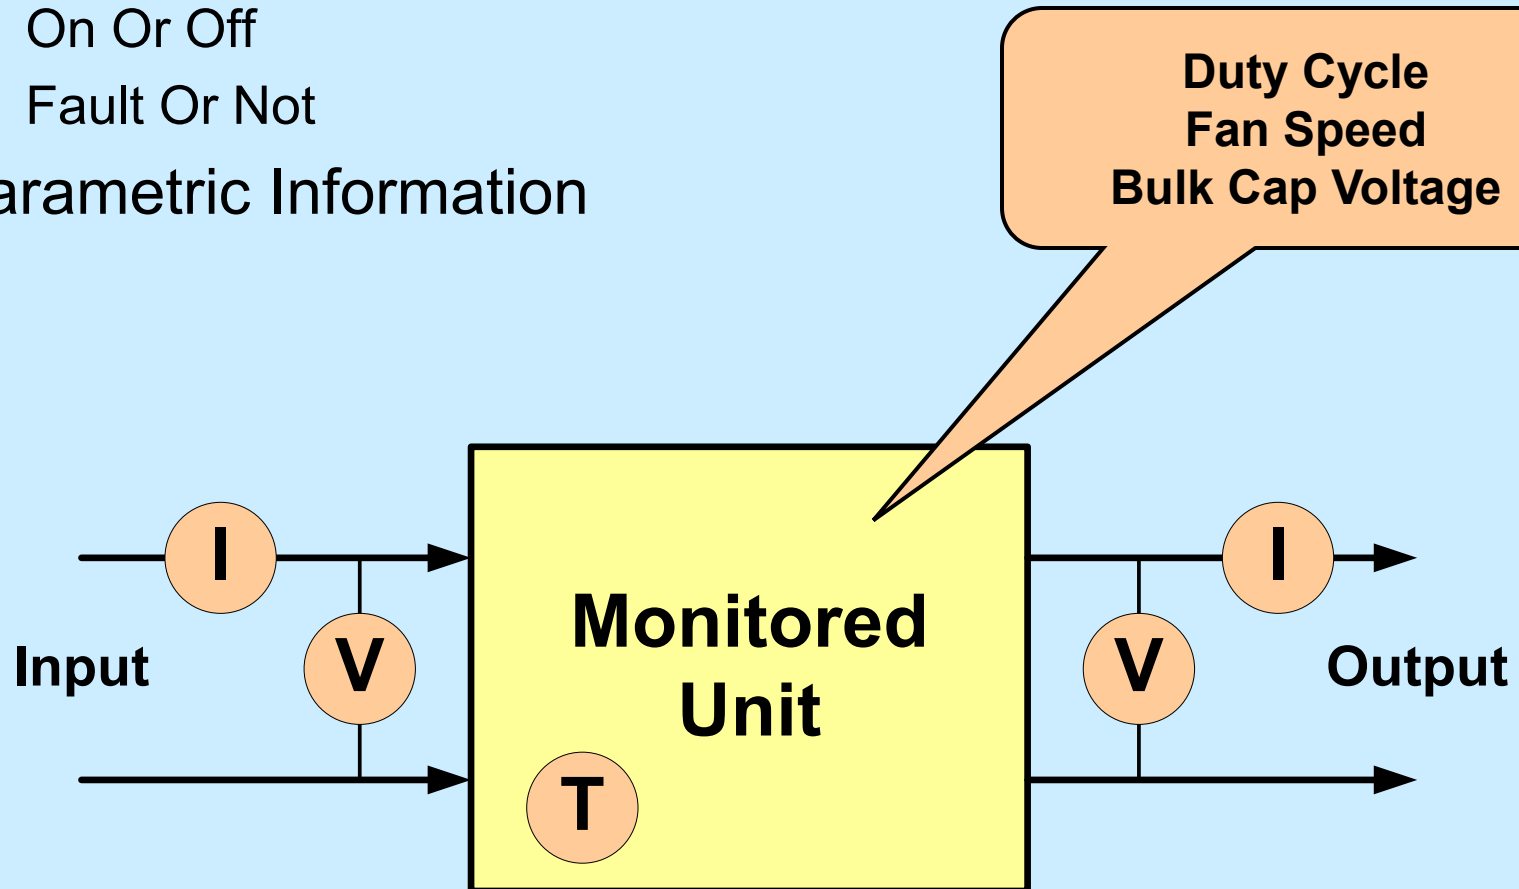 On Or Off
Fault Or Not
arametric Information
Duty Cycle
Fan Speed
Bulk Cap Voltage
I
I
Input
V
Monitored
Unit
V
Output
T